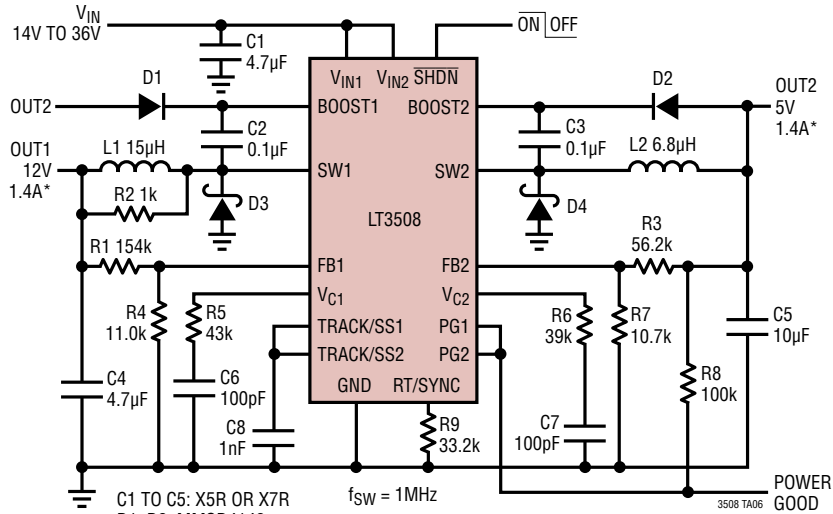 VIN
14V TO 36V
C1
4.7µF
ON OFF
VIN1 VIN2 SHDN
D1
D2
OUT2
BOOST1 BOOST2
OUT2
5V
1.4A*
C2
0.1µF
C3
0.1µF
OUT1
12V
1.4A*
L1 15µH
L2 6.8µH
SW1 SW2
R2 1k
D3
D4
LT3508
R1 154k
R3
56.2k
FB1 FB2
VC1 VC2
R4
11.0k
R5
43k
R6
39k
R7
10.7k
C5
10µF
TRACK/SS1 PG1
TRACK/SS2 PG2
R8
100k
C4
4.7µF
C6
100pF
GND RT/SYNC
C8
1nF
R9
33.2k
C7
100pF
C1 TO C5: X5R OR X7R
fSW = 1MHz
3508 TA06
POWER
GOOD